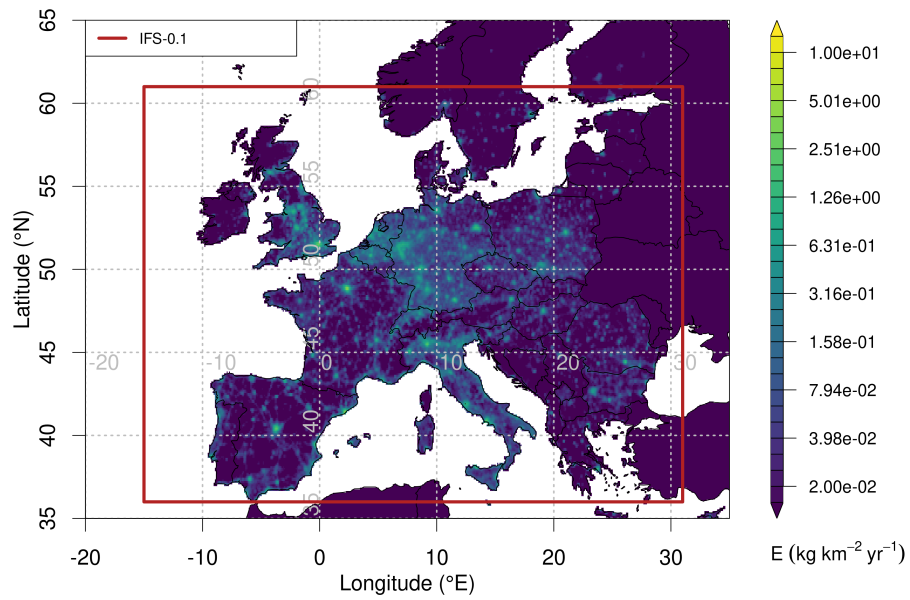 IFS-0.1
65
60
55
50
45
40
35
Latitude (°N)
60
55
50
45
40
35
-20
-10
0
10
20
30
-20
-10
0
10
20
30
Longitude (°E)
1.00e+01
5.01e+00
2.51e+00
1.26e+00
6.31e-01
3.16e-01
1.58e-01
7.94e-02
3.98e-02
2.00e-02
E (kg km⁻² yr⁻¹)